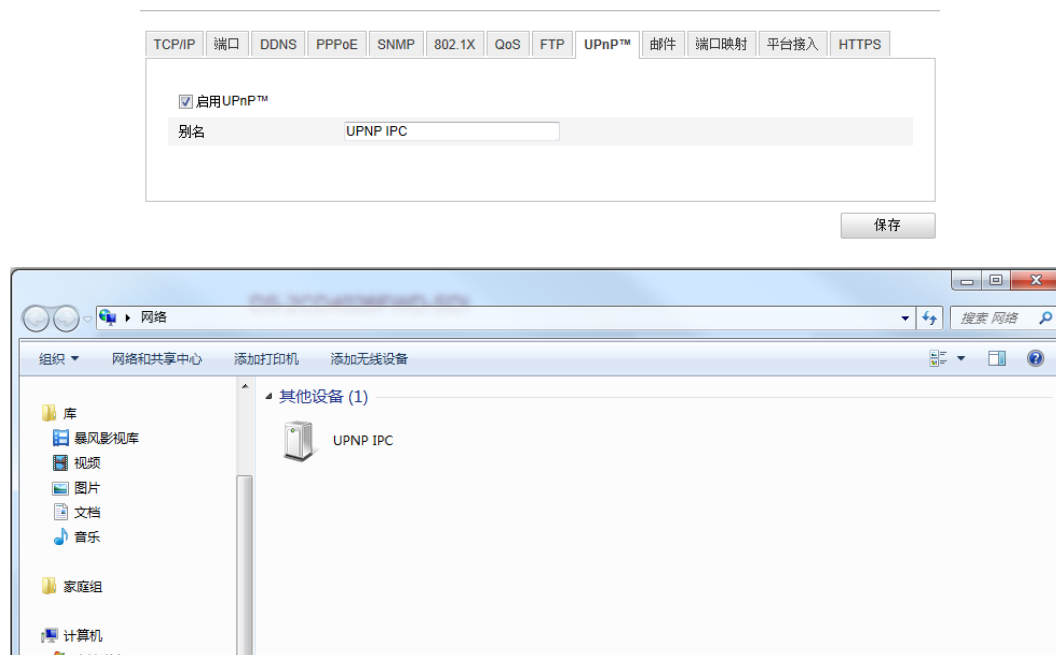 TCP/IP 端口 DDNS PPPoE SNMP 802.1X QoS FTP UPnP™ 邮件 端口映射 平台接入 HTTPS
启用UPnP™
别名 UPNP IPC
保存
网络
搜索 网络
组织 网络和共享中心 添加打印机 添加无线设备
其他设备 (1)
UPNP IPC
库
暴风影视库
视频
图片
文档
音乐
家庭组
计算机